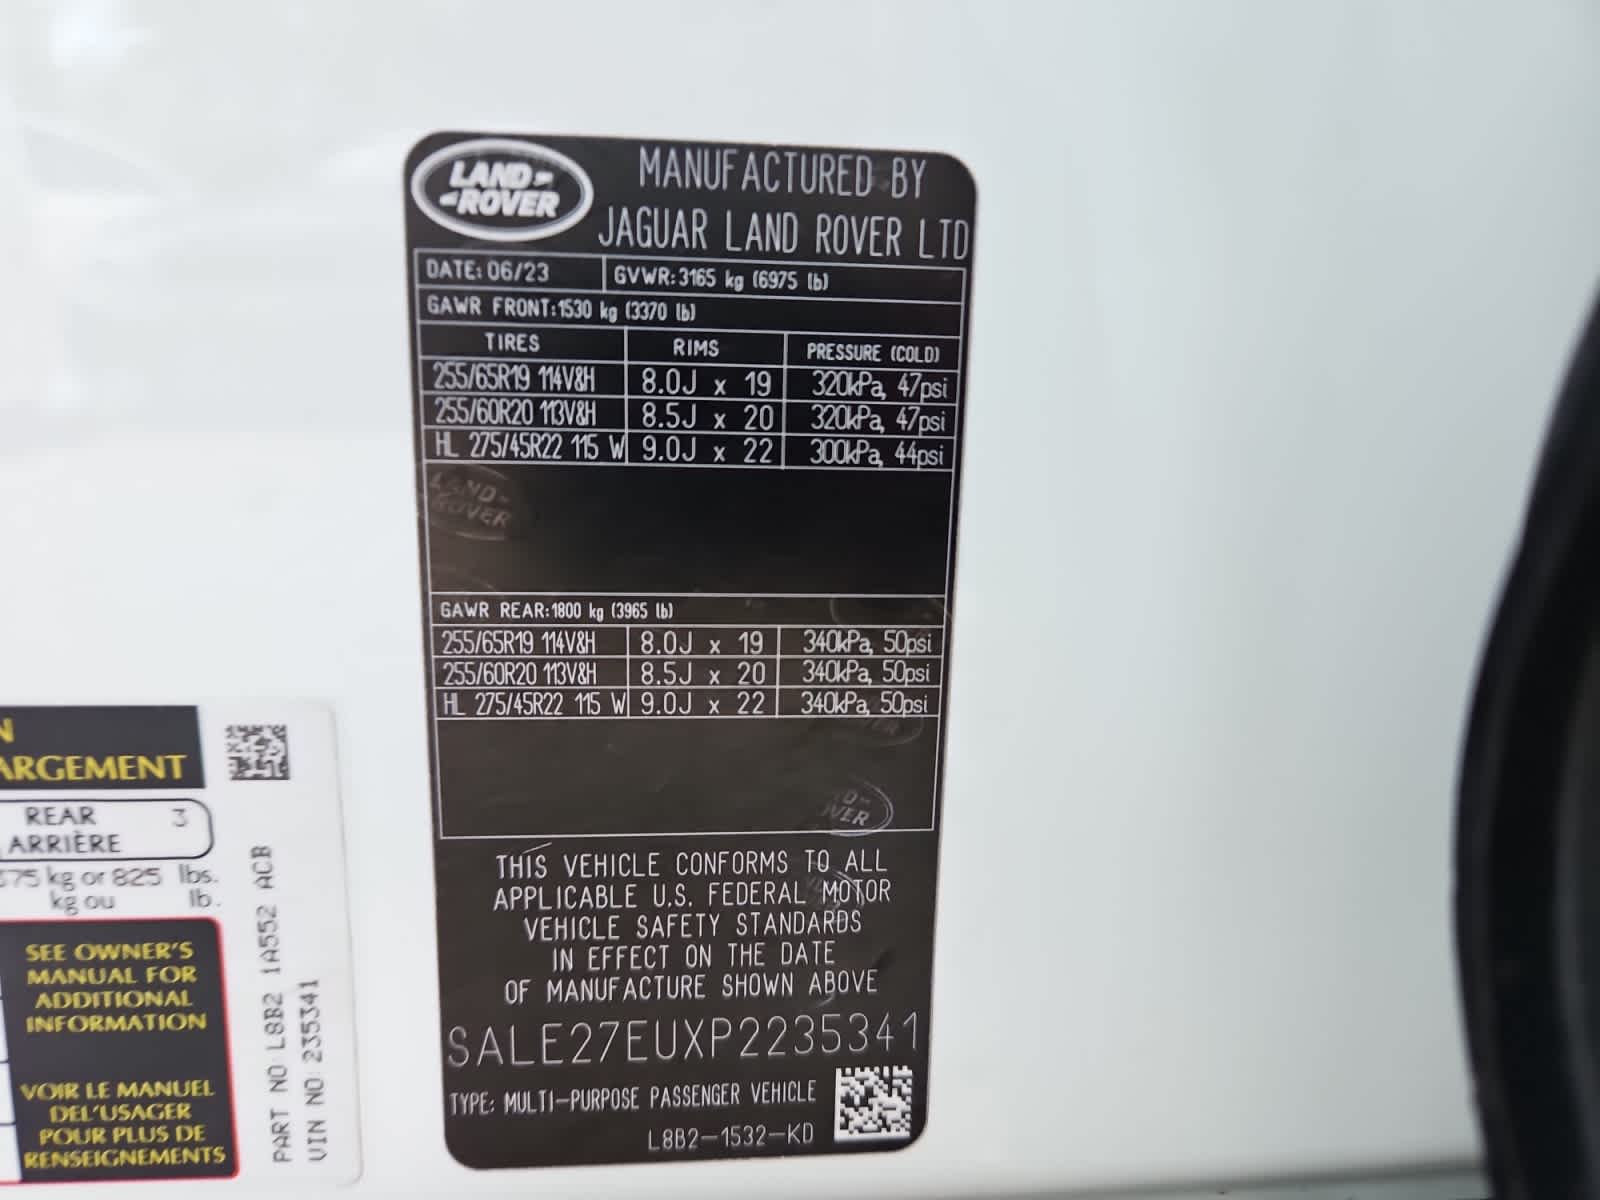 LAND-
-ROVER
MANUFACTURED BY
JAGUAR LAND ROVER LTD
DATE: 06/23 GVWR: 3165 kg (6975 lb)
GAWR FRONT: 1530 kg (3370 lb)
TIRES RIMS PRESSURE (COLD)
255/65R19 114V&H 8.0J x 19 320kPa, 47psi
255/60R20 113V&H 8.5J x 20 320kPa, 47psi
HL 275/45R22 115 W 9.0J x 22 300kPa, 44psi
LAND-
ROVER
GAWR REAR: 1800 kg (3965 lb)
255/65R19 114V&H 8.0J x 19 340kPa, 50psi
255/60R20 113V&H 8.5J x 20 340kPa, 50psi
HL 275/45R22 115 W 9.0J x 22 340kPa, 50psi
THIS VEHICLE CONFORMS TO ALL
APPLICABLE U.S. FEDERAL MOTOR
VEHICLE SAFETY STANDARDS
IN EFFECT ON THE DATE
OF MANUFACTURE SHOWN ABOVE
SALE27EUXP2235341
TYPE: MULTI-PURPOSE PASSENGER VEHICLE
L8B2-1532-KD
N
ARGEMENT
REAR 3
ARRIÈRE
375 kg or 825 lbs.
kg ou lb.
SEE OWNER'S
MANUAL FOR
ADDITIONAL
INFORMATION
VOIR LE MANUEL
DEL'USAGER
POUR PLUS DE
RENSEIGNEMENTS
PART NO: L8B2 1A552 ACB
VIN NO: 235341